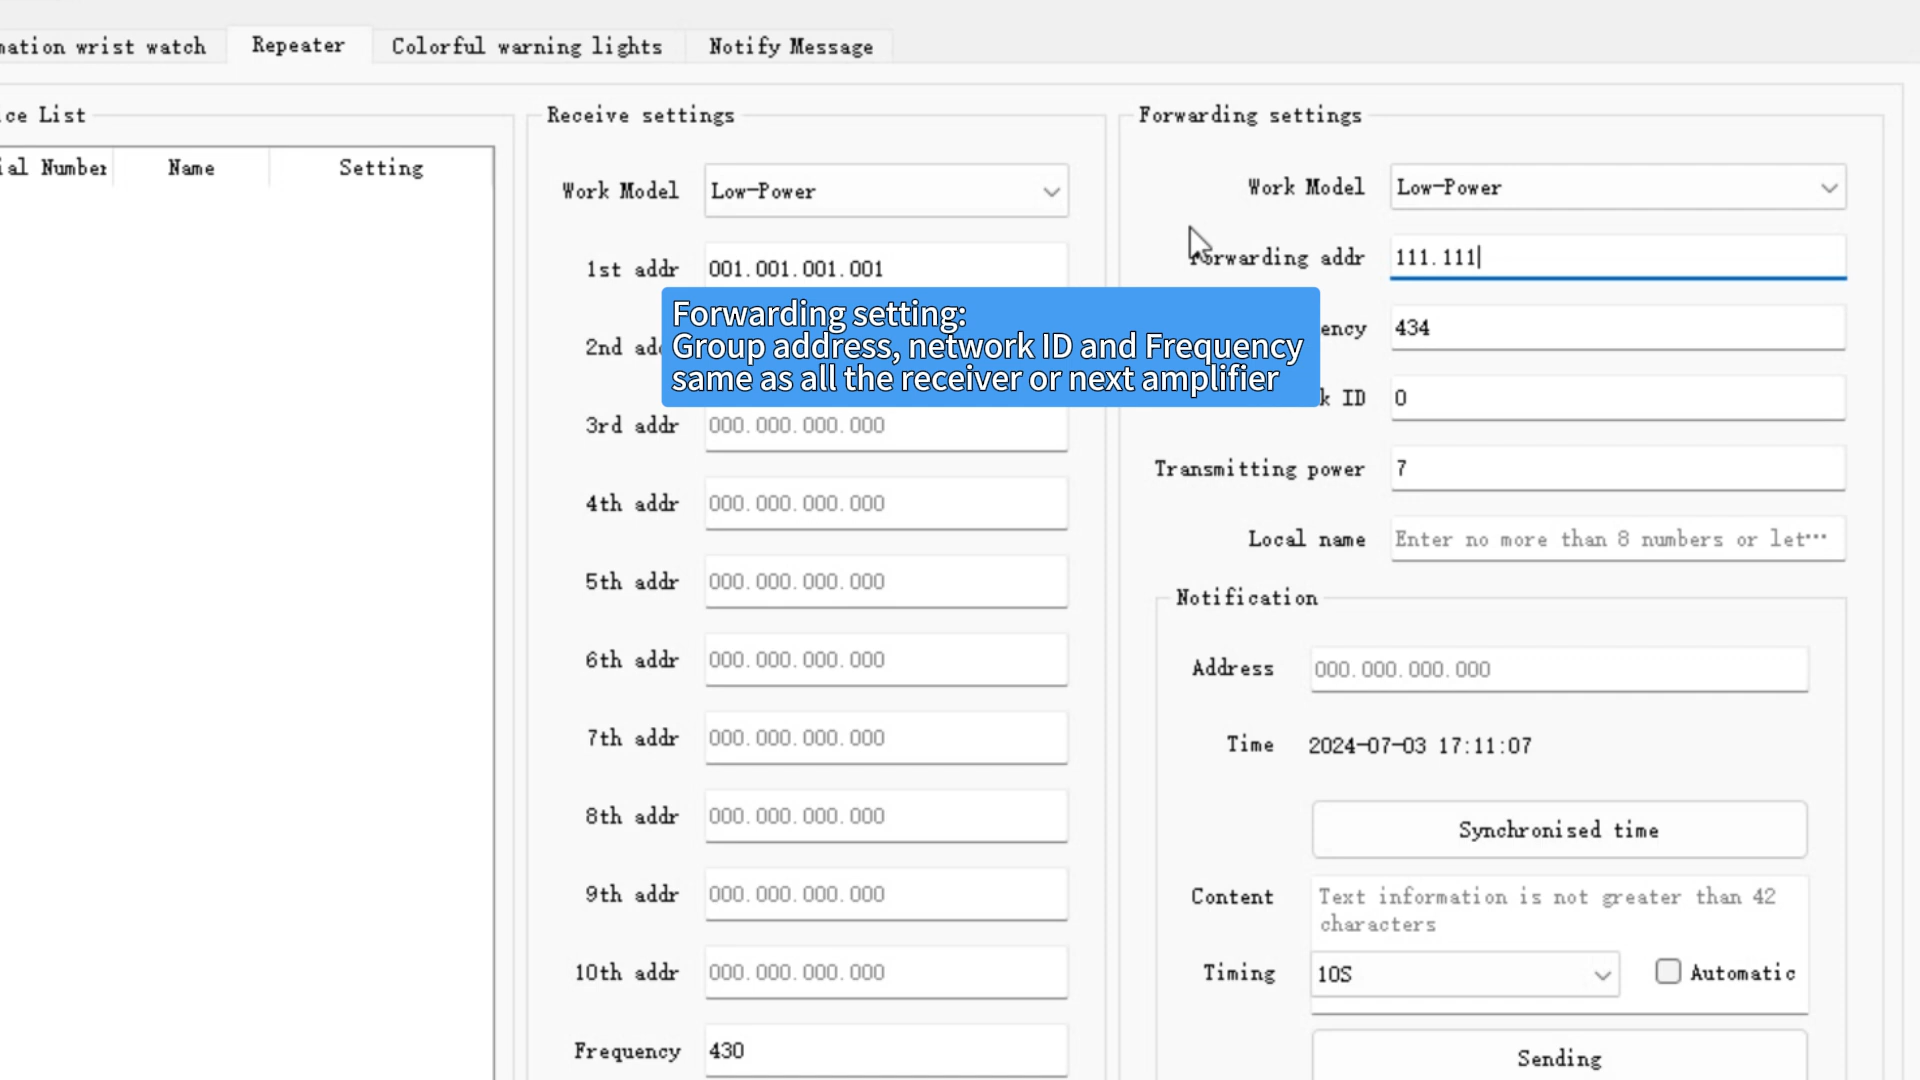 mation wrist watch
Repeater
Colorful warning lights
Notify Message
ce List
ial Number
Name
Setting
Receive settings
Work Model
Low-Power
1st addr
001.001.001.001
2nd add
3rd addr
000.000.000.000
4th addr
000.000.000.000
5th addr
000.000.000.000
6th addr
000.000.000.000
7th addr
000.000.000.000
8th addr
000.000.000.000
9th addr
000.000.000.000
10th addr
000.000.000.000
Frequency
430
Forwarding setting:
Group address, network ID and Frequency
same as all the receiver or next amplifier
Forwarding settings
Work Model
Low-Power
Forwarding addr
111.111
ency
434
k ID
0
Transmitting power
7
Local name
Enter no more than 8 numbers or let···
Notification
Address
000.000.000.000
Time
2024-07-03 17:11:07
Synchronised time
Content
Text information is not greater than 42
characters
Timing
10S
Automatic
Sending